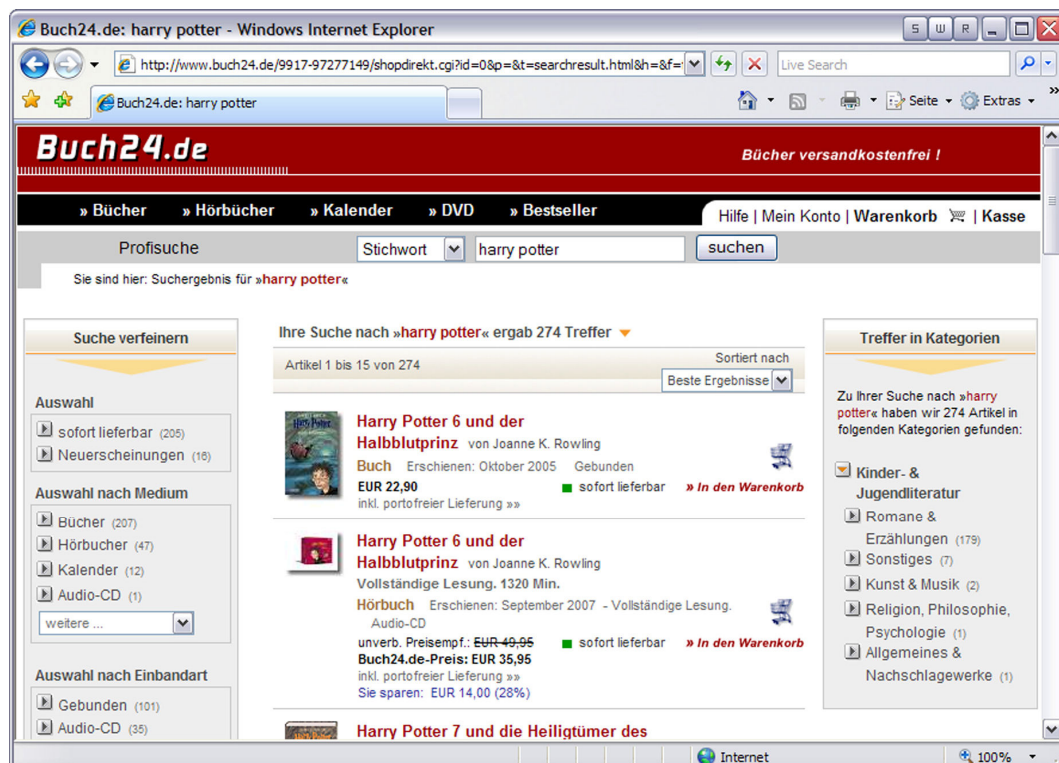 Buch24.de: harry potter - Windows Internet Explorer
S W R
http://www.buch24.de/9917-97277149/shopdirekt.cgi?id=0&p=&t=searchresult.html&h=&f=
Live Search
Buch24.de: harry potter
Seite
Extras
Buch24.de
Bücher versandkostenfrei !
» Bücher » Hörbücher » Kalender » DVD » Bestseller
Hilfe | Mein Konto | Warenkorb | Kasse
Profisuche
Stichwort
harry potter
suchen
Sie sind hier: Suchergebnis für »harry potter«
Suche verfeinern
Auswahl
sofort lieferbar (205)
Neuerscheinungen (16)
Auswahl nach Medium
Bücher (207)
Hörbucher (47)
Kalender (12)
Audio-CD (1)
weitere ...
Auswahl nach Einbandart
Gebunden (101)
Audio-CD (35)
Ihre Suche nach »harry potter« ergab 274 Treffer
Artikel 1 bis 15 von 274
Sortiert nach
Beste Ergebnisse
Harry Potter
Harry Potter 6 und der
Halbblutprinz von Joanne K. Rowling
Buch Erschienen: Oktober 2005 Gebunden
EUR 22,90
sofort lieferbar
» In den Warenkorb
inkl. portofreier Lieferung »»
Harry Potter 6 und der
Halbblutprinz von Joanne K. Rowling
Vollständige Lesung. 1320 Min.
Hörbuch Erschienen: September 2007 - Vollständige Lesung.
Audio-CD
unverb. Preisempf.: EUR 49,95
sofort lieferbar
» In den Warenkorb
Buch24.de-Preis: EUR 35,95
inkl. portofreier Lieferung »»
Sie sparen: EUR 14,00 (28%)
Harry Potter 7 und die Heiligtümer des
Treffer in Kategorien
Zu Ihrer Suche nach »harry
potter« haben wir 274 Artikel in
folgenden Kategorien gefunden:
Kinder- &
Jugendliteratur
Romane &
Erzählungen (179)
Sonstiges (7)
Kunst & Musik (2)
Religion, Philosophie,
Psychologie (1)
Allgemeines &
Nachschlagewerke (1)
Internet
100%